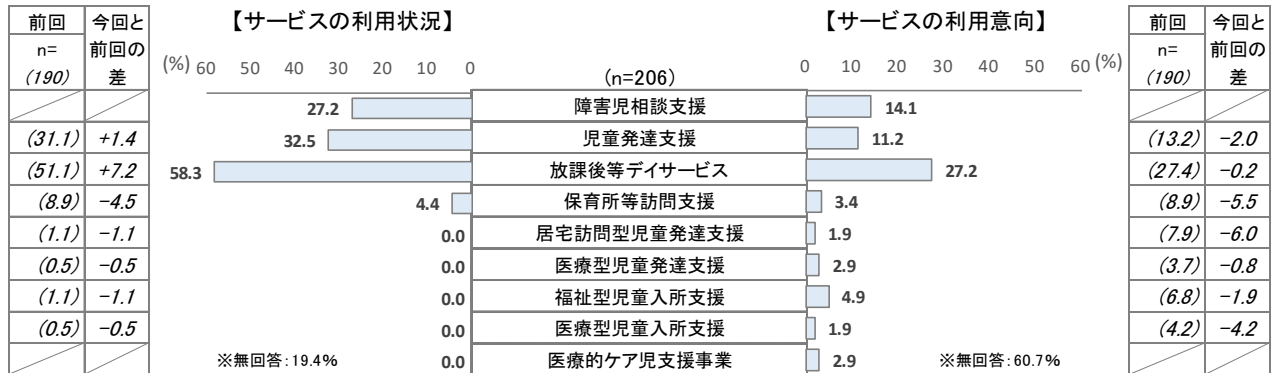 前回 今回と前回の差 【サービスの利用状況】 【サービスの利用意向】 前回 今回と前回の差
n=(190) (%) 60 50 40 30 20 10 0 (n=206) 0 10 20 30 40 50 60 (%) n=(190)
27.2 障害児相談支援 14.1
(31.1) +1.4 32.5 児童発達支援 11.2 (13.2) -2.0
(51.1) +7.2 58.3 放課後等デイサービス 27.2 (27.4) -0.2
(8.9) -4.5 4.4 保育所等訪問支援 3.4 (8.9) -5.5
(1.1) -1.1 0.0 居宅訪問型児童発達支援 1.9 (7.9) -6.0
(0.5) -0.5 0.0 医療型児童発達支援 2.9 (3.7) -0.8
(1.1) -1.1 0.0 福祉型児童入所支援 4.9 (6.8) -1.9
(0.5) -0.5 0.0 医療型児童入所支援 1.9 (4.2) -4.2
※無回答:19.4% 0.0 医療的ケア児支援事業 2.9 ※無回答:60.7%